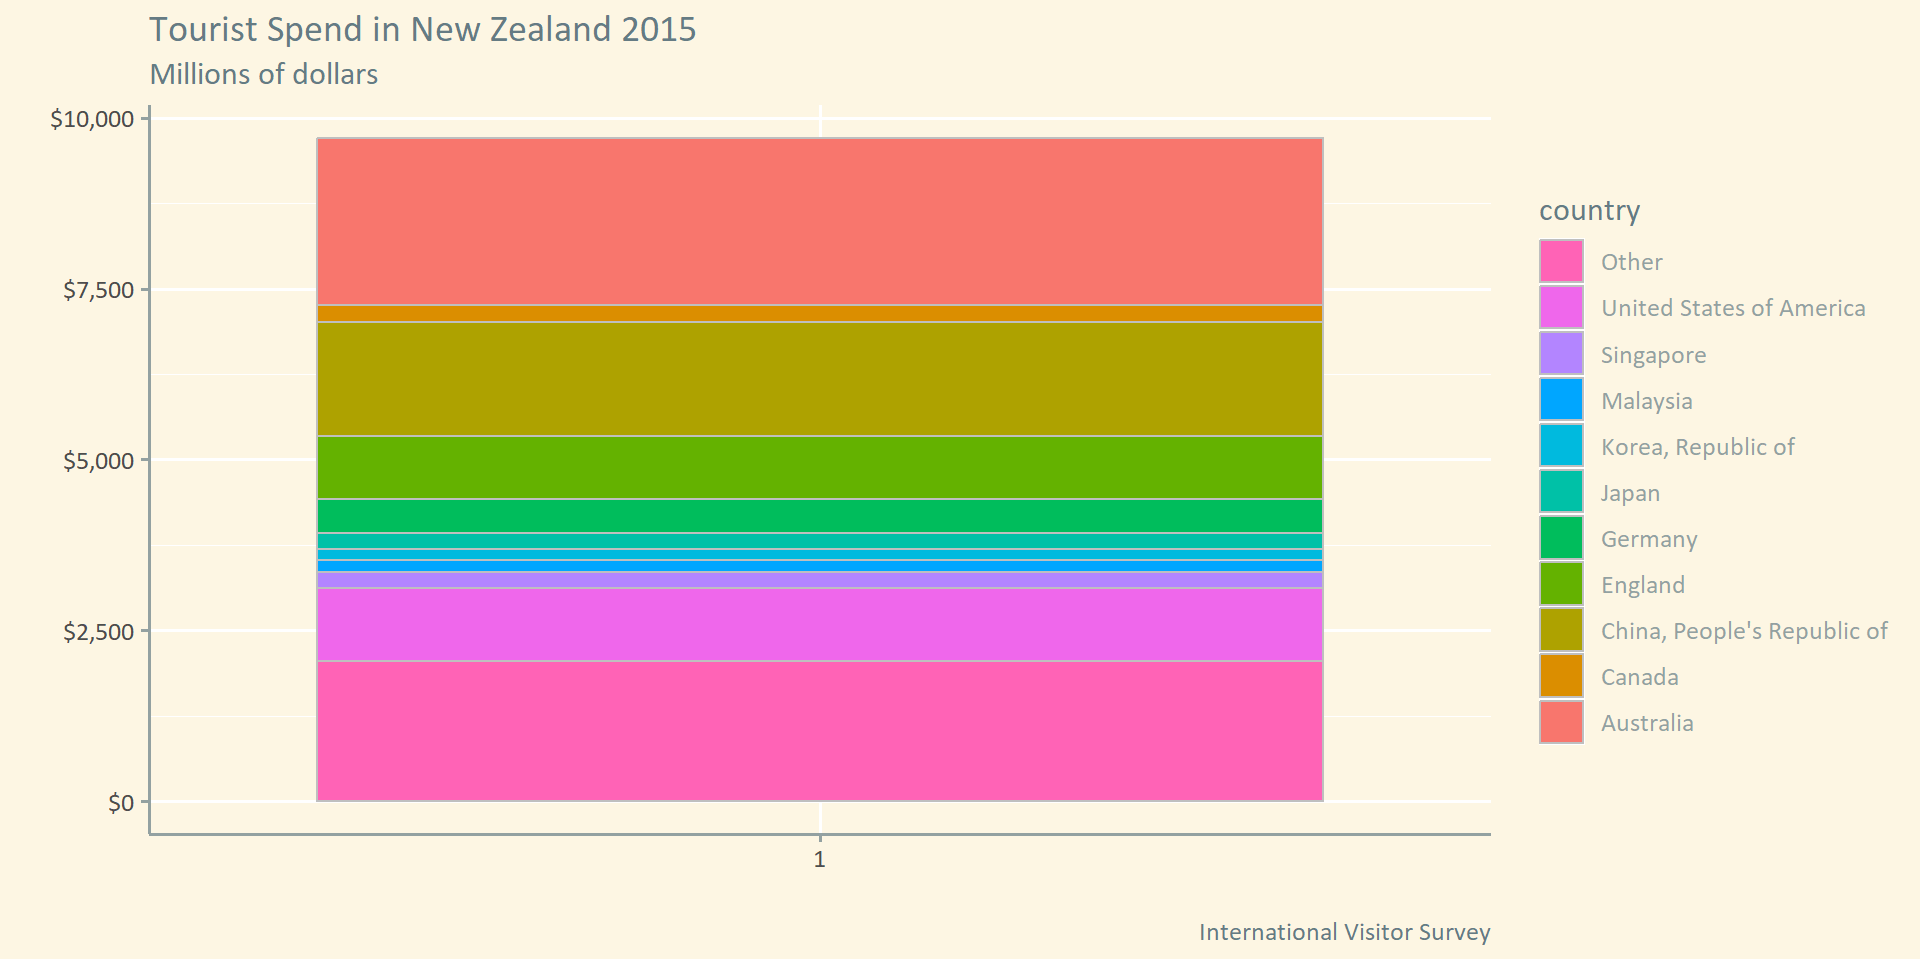 Tourist Spend in New Zealand 2015
Millions of dollars
$10,000
$7,500
$5,000
$2,500
$0
1
country
Other
United States of America
Singapore
Malaysia
Korea, Republic of
Japan
Germany
England
China, People's Republic of
Canada
Australia
International Visitor Survey